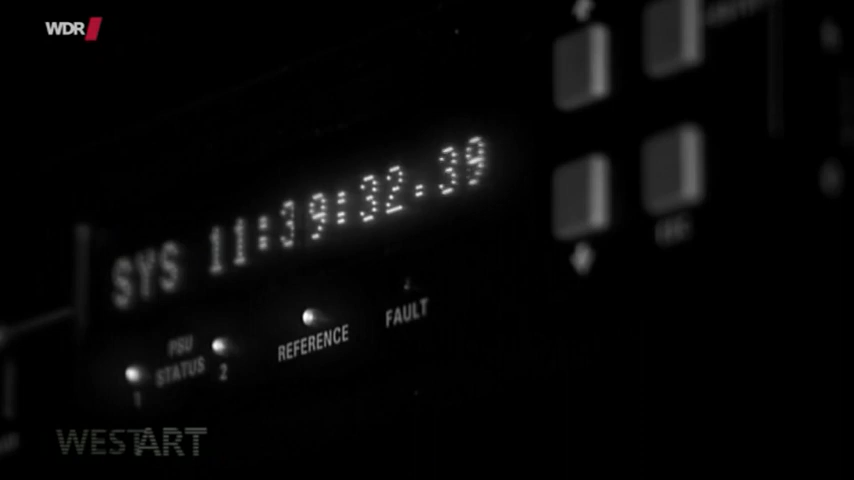 WDR
SYS 11:39:32.39
PSU
STATUS
1
2
REFERENCE
FAULT
WESTART